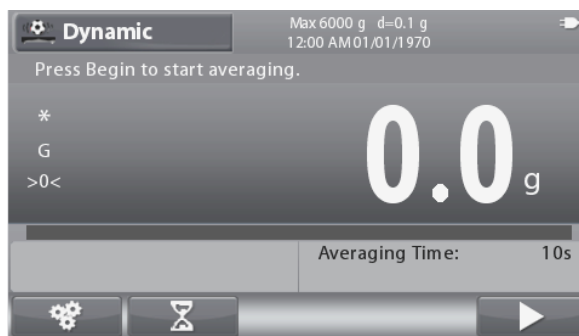 Dynamic
Max 6000 g d=0.1 g
12:00 AM 01/01/1970
Press Begin to start averaging.
*
G
>0<
0.0 g
Averaging Time: 10s